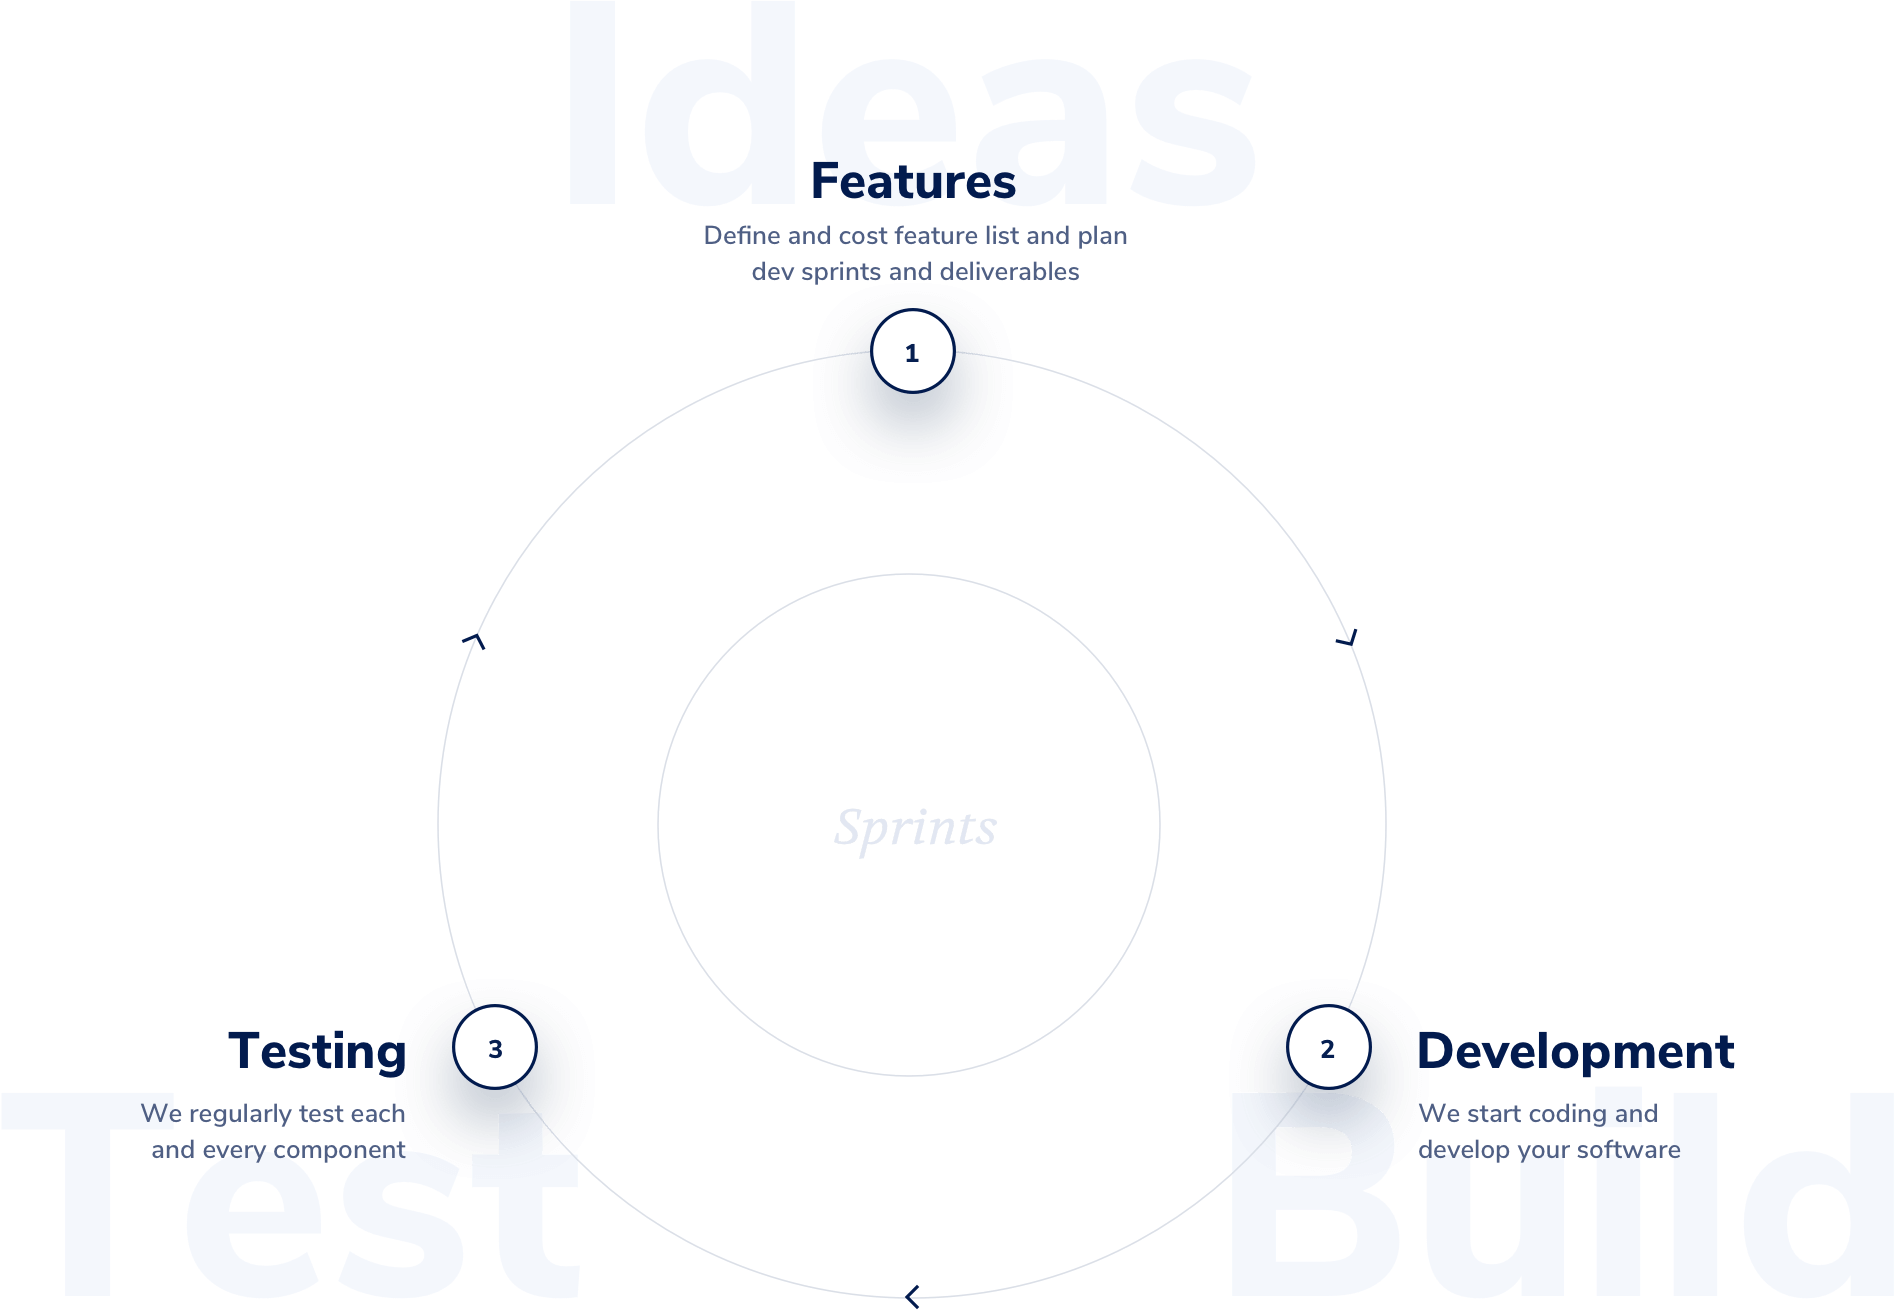 Ideas
Features
Define and cost feature list and plan
dev sprints and deliverables
1
Sprints
Testing
3
We regularly test each
and every component
Test
2
Development
We start coding and
develop your software
Build